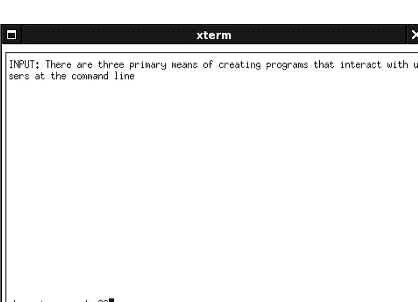 xterm
INPUT: There are three primary means of creating programs that interact with u
sers at the command line